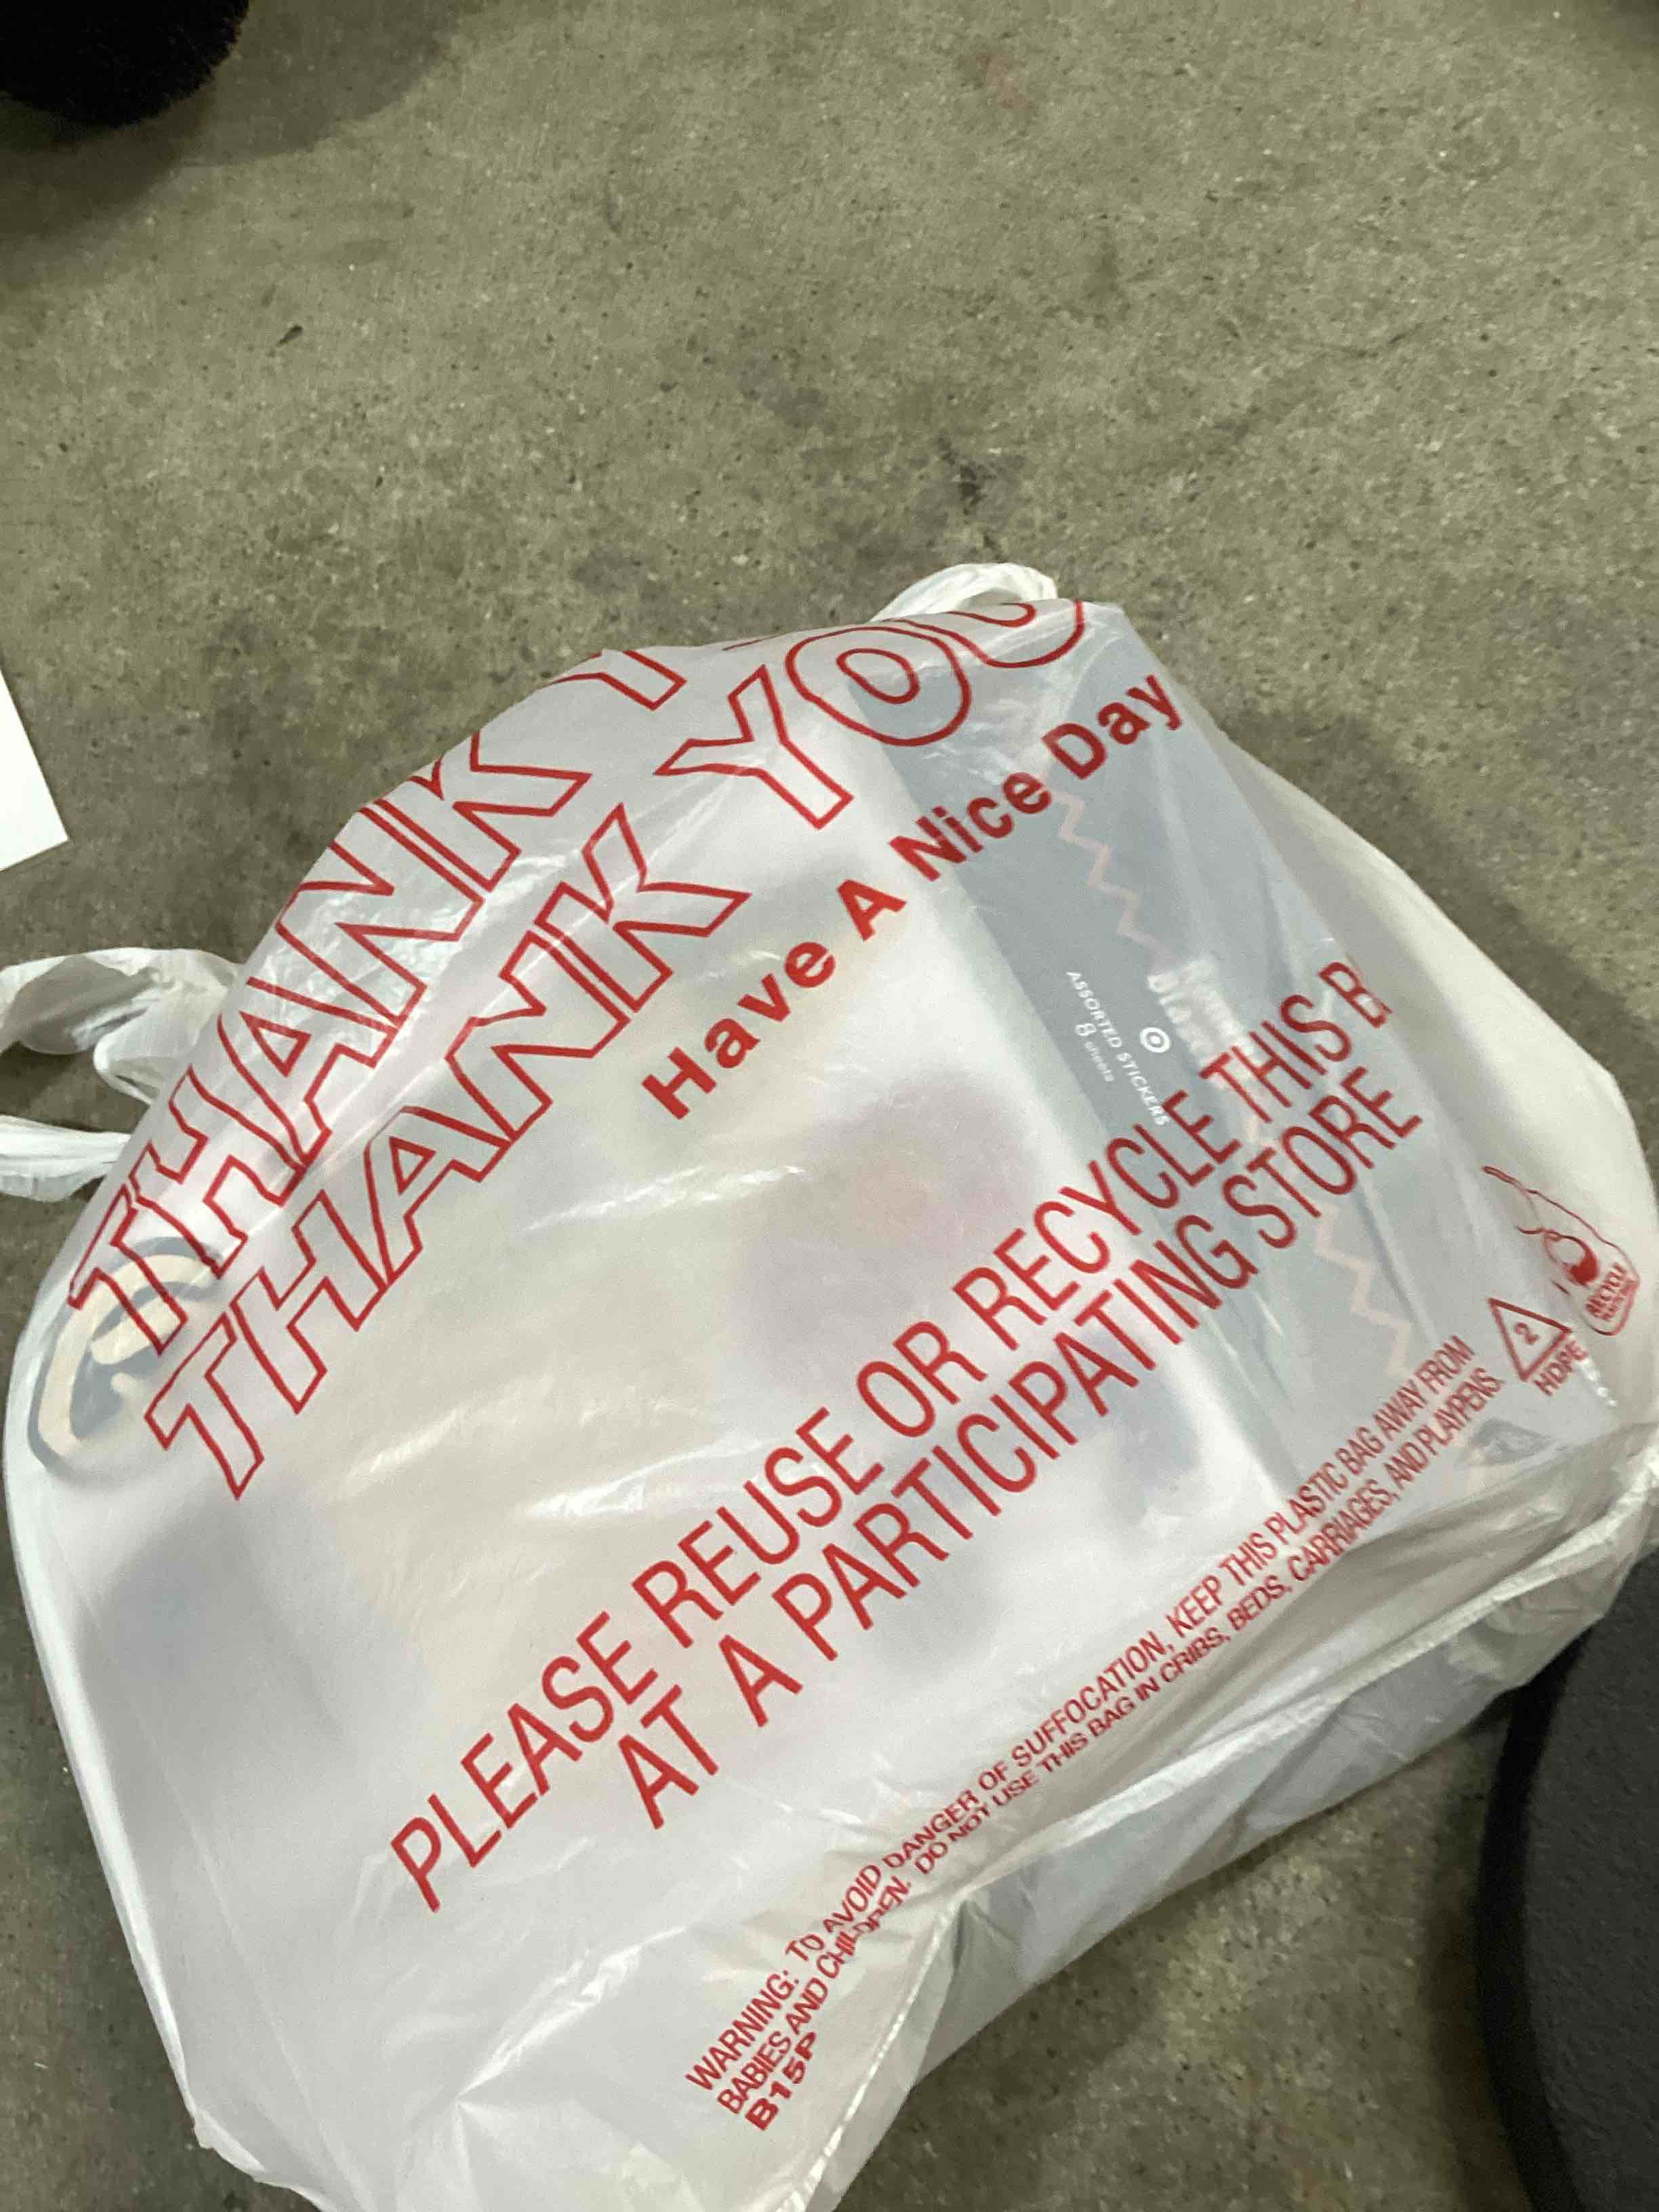 THANK Y
THANK YOU
Have A Nice Day
ASSORTED STICKERS
8 sheets
PLEASE REUSE OR RECYCLE THIS B
AT A PARTICIPATING STORE
RECYCLE
2
HDPE
WARNING: TO AVOID DANGER OF SUFFOCATION, KEEP THIS PLASTIC BAG AWAY FROM
BABIES AND CHILDREN. DO NOT USE THIS BAG IN CRIBS, BEDS, CARRIAGES, AND PLAYPENS.
B15P